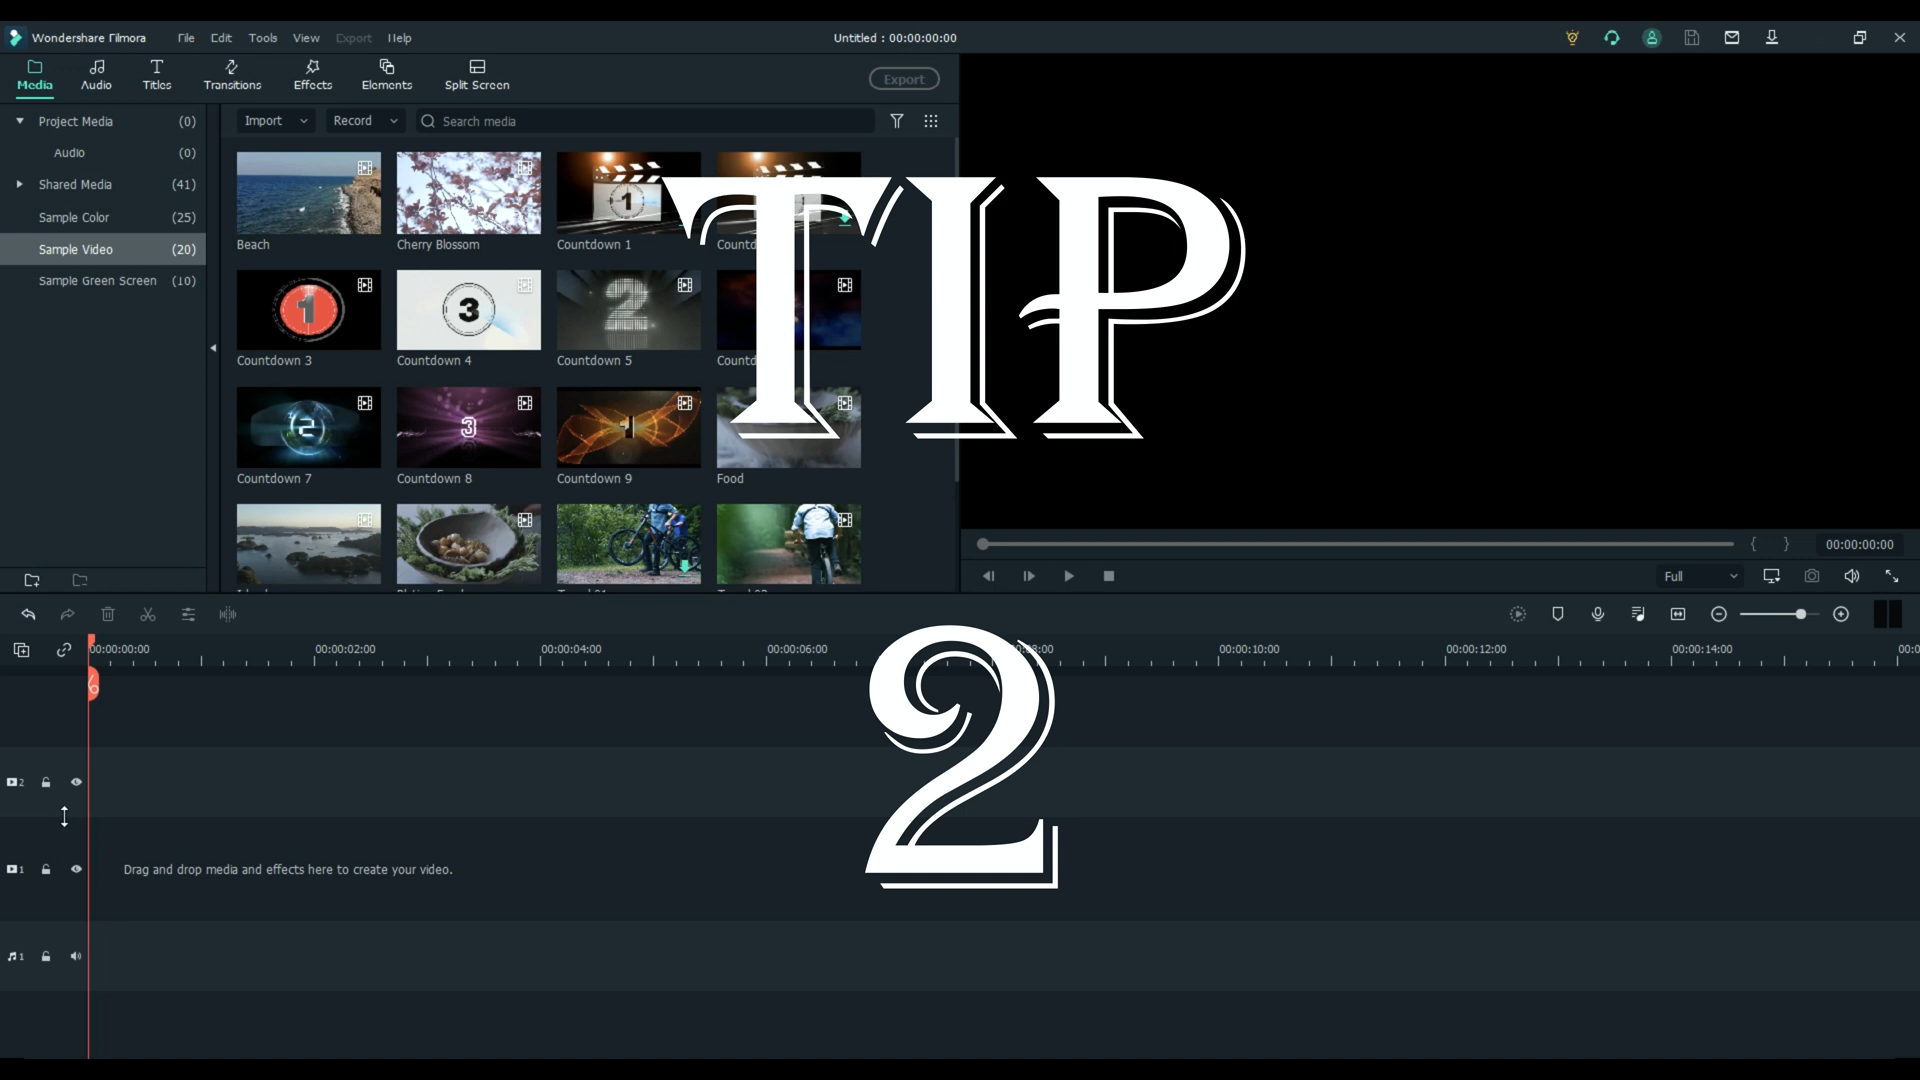 Wondershare Filmora File Edit Tools View Export Help Untitled : 00:00:00:00
Media Audio Titles Transitions Effects Elements Split Screen Export
Project Media (0)
Audio (0)
Shared Media (41)
Sample Color (25)
Sample Video (20)
Sample Green Screen (10)
Import Record Search media
Beach Cherry Blossom Countdown 1
Countdown 3 Countdown 4 Countdown 5
Countdown 7 Countdown 8 Countdown 9 Food
TIP
00:00:00:00
Full
00:00:00:00 00:00:02:00 00:00:04:00 00:00:06:00 00:00:10:00 00:00:12:00 00:00:14:00
2
2
1 Drag and drop media and effects here to create your video.
1